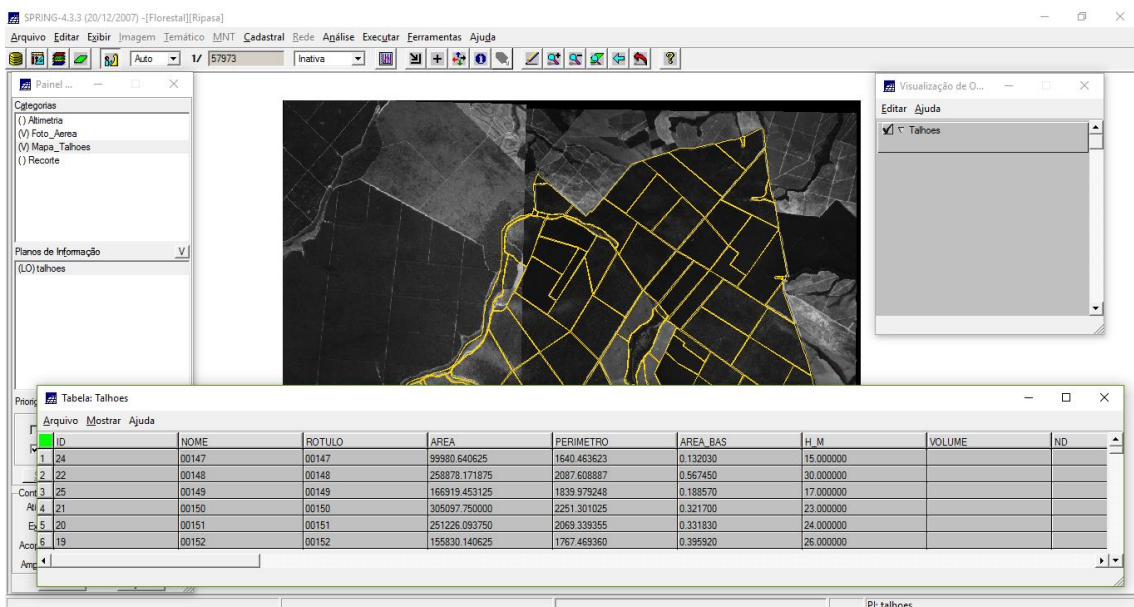 SPRING-4.3.3 (20/12/2007) -[Florestal][Ripasa]
Arquivo Editar Exibir Imagem Temático MNT Cadastral Rede Análise Executar Ferramentas Ajuda
Auto 1/ 57973 Inativa
Painel ...
Categorias
() Altimetria
(V) Foto_Aerea
(V) Mapa_Talhoes
() Recorte
Planos de Informação V
(LO) talhoes
Visualização de O...
Editar Ajuda
Talhoes
Tabela: Talhoes
Arquivo Mostrar Ajuda
ID NOME ROTULO AREA PERIMETRO AREA_BAS H_M VOLUME ND
1 24 00147 00147 99980.640625 1640.463623 0.132030 15.000000
2 22 00148 00148 258878.171875 2087.608887 0.567450 30.000000
3 25 00149 00149 166919.453125 1839.979248 0.188570 17.000000
4 21 00150 00150 305097.750000 2251.301025 0.321700 23.000000
5 20 00151 00151 251226.093750 2069.339355 0.331830 24.000000
6 19 00152 00152 155830.140625 1767.469360 0.395920 26.000000
PI: talhoes